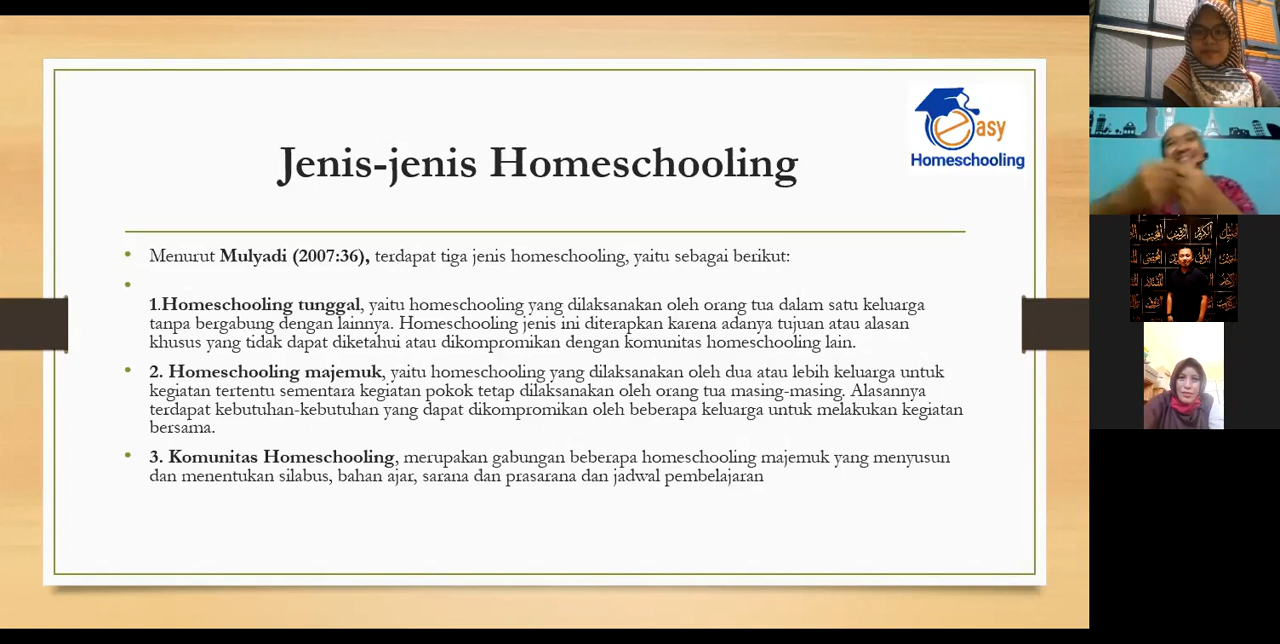 easy
Homeschooling
Jenis-jenis Homeschooling
• Menurut Mulyadi (2007:36), terdapat tiga jenis homeschooling, yaitu sebagai berikut:
•
1.Homeschooling tunggal, yaitu homeschooling yang dilaksanakan oleh orang tua dalam satu keluarga
tanpa bergabung dengan lainnya. Homeschooling jenis ini diterapkan karena adanya tujuan atau alasan
khusus yang tidak dapat diketahui atau dikompromikan dengan komunitas homeschooling lain.
• 2. Homeschooling majemuk, yaitu homeschooling yang dilaksanakan oleh dua atau lebih keluarga untuk
kegiatan tertentu sementara kegiatan pokok tetap dilaksanakan oleh orang tua masing-masing. Alasannya
terdapat kebutuhan-kebutuhan yang dapat dikompromikan oleh beberapa keluarga untuk melakukan kegiatan
bersama.
• 3. Komunitas Homeschooling, merupakan gabungan beberapa homeschooling majemuk yang menyusun
dan menentukan silabus, bahan ajar, sarana dan prasarana dan jadwal pembelajaran